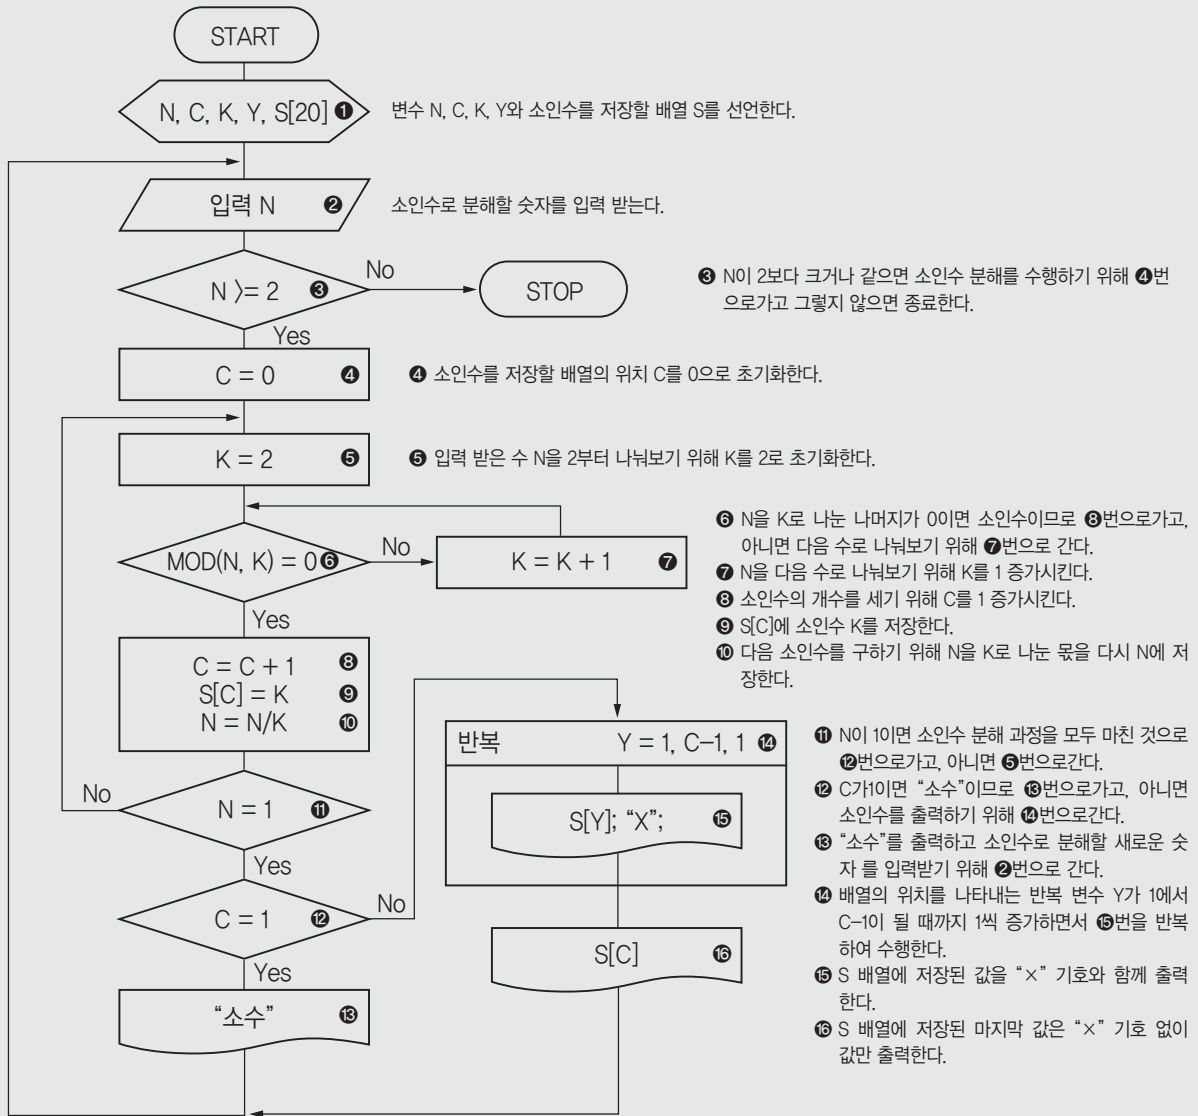 START
N, C, K, Y, S[20] ❶
변수 N, C, K, Y와 소인수를 저장할 배열 S를 선언한다.
입력 N ❷
소인수로 분해할 숫자를 입력 받는다.
N >= 2 ❸
No
STOP
❸ N이 2보다 크거나 같으면 소인수 분해를 수행하기 위해 ❹번
으로가고 그렇지 않으면 종료한다.
Yes
C = 0 ❹
❹ 소인수를 저장할 배열의 위치 C를 0으로 초기화한다.
K = 2 ❺
❺ 입력 받은 수 N을 2부터 나눠보기 위해 K를 2로 초기화한다.
MOD(N, K) = 0 ❻
No
K = K + 1 ❼
❻ N을 K로 나눈 나머지가 0이면 소인수이므로 ❽번으로가고,
아니면 다음 수로 나눠보기 위해 ❼번으로 간다.
❼ N을 다음 수로 나눠보기 위해 K를 1 증가시킨다.
❽ 소인수의 개수를 세기 위해 C를 1 증가시킨다.
❾ S[C]에 소인수 K를 저장한다.
❿ 다음 소인수를 구하기 위해 N을 K로 나눈 몫을 다시 N에 저
장한다.
Yes
C = C + 1 ❽
S[C] = K ❾
N = N/K ❿
반복 Y = 1, C-1, 1 ⓮
S[Y]; “X”; ⓯
S[C] ⓰
No
N = 1 ⓫
Yes
C = 1 ⓬
No
Yes
“소수” ⓭
⓫ N이 1이면 소인수 분해 과정을 모두 마친 것으로
⓬번으로가고, 아니면 ❺번으로간다.
⓬ C가1이면 “소수”이므로 ⓭번으로가고, 아니면
소인수를 출력하기 위해 ⓮번으로간다.
⓭ “소수”를 출력하고 소인수로 분해할 새로운 숫
자 를 입력받기 위해 ❷번으로 간다.
⓮ 배열의 위치를 나타내는 반복 변수 Y가 1에서
C-1이 될 때까지 1씩 증가하면서 ⓯번을 반복
하여 수행한다.
⓯ S 배열에 저장된 값을 “×” 기호와 함께 출력
한다.
⓰ S 배열에 저장된 마지막 값은 “×” 기호 없이
값만 출력한다.